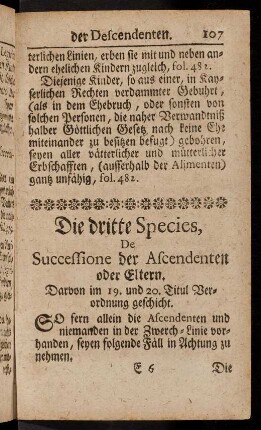 der Descendenten. 107
terlichen Linien, erben sie mit und neben an-
dern ehelichen Kindern zugleich, fol. 482.
Diejenige Kinder, so aus einer, in Kay-
serlichen Rechten verdammter Gebuhrt,
(als in dem Ehebruch, oder sonsten von
solchen Personen, die naher Verwandniß
halber Göttlichen Gesetz nach keine Ehe
miteinander zu besitzen befugt) gebohren,
seyen aller vätterlicher und mütterlicher
Erbschafften, (ausserhalb der Alimenten)
gantz unfähig, fol. 482.
Die dritte Species,
De
Successione der Ascendenten
oder Eltern.
Darvon im 19. und 20. Titul Ver-
ordnung geschicht.
SO fern allein die Ascendenten und
niemanden in der Zwerch-Linie vor-
handen, seyen folgende Fäll in Achtung zu
nehmen.
E 6 Die